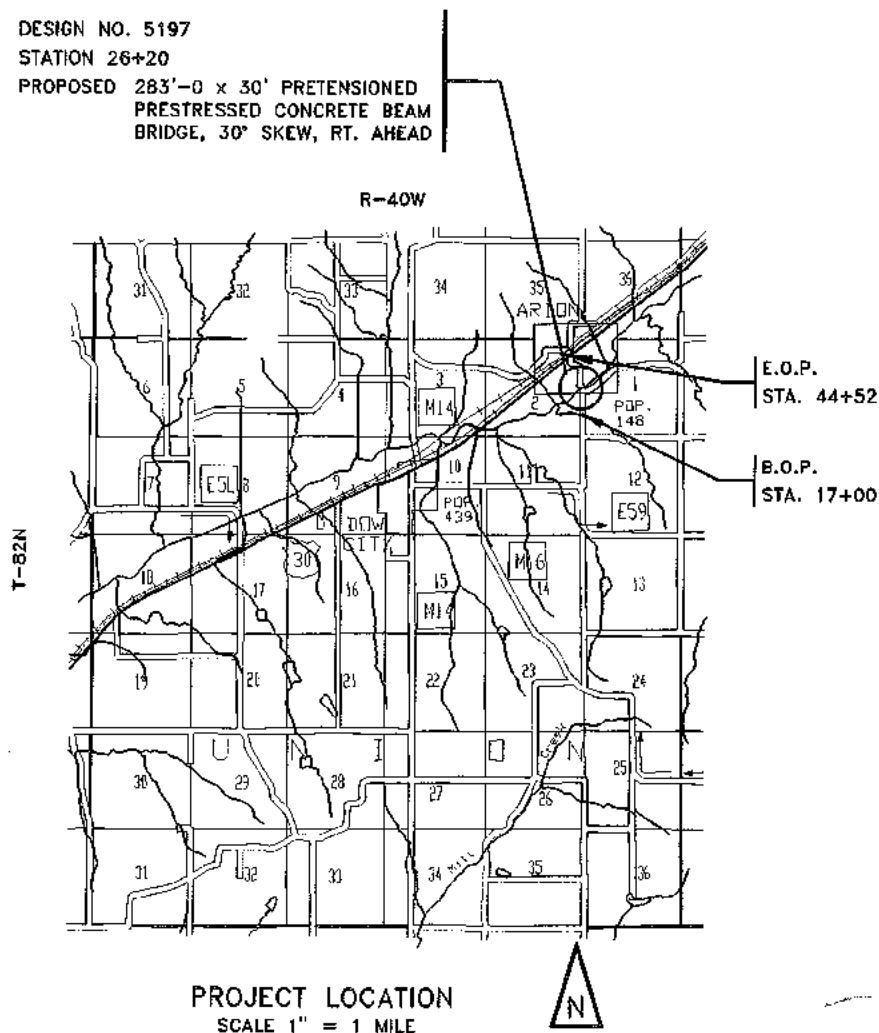 DESIGN NO. 5197
STATION 26+20
PROPOSED 283'-0 x 30' PRETENSIONED
PRESTRESSED CONCRETE BEAM
BRIDGE, 30° SKEW, RT. AHEAD
R-40W
31 32 33 34 35 36
ARION
E.O.P.
STA. 44+52
6 5 4 3 2 1
M14
POP.
148
B.O.P.
STA. 17+00
7 E5L 8 9 10 11 12
POP.
439
E59
DOW
CITY
T-82N
30
18 17 16 15 14 13
M16
M14
19 20 21 22 23 24
UNION
Creek
30 29 28 27 26 25
Mill
31 32 33 34 35 36
PROJECT LOCATION
SCALE 1" = 1 MILE
N